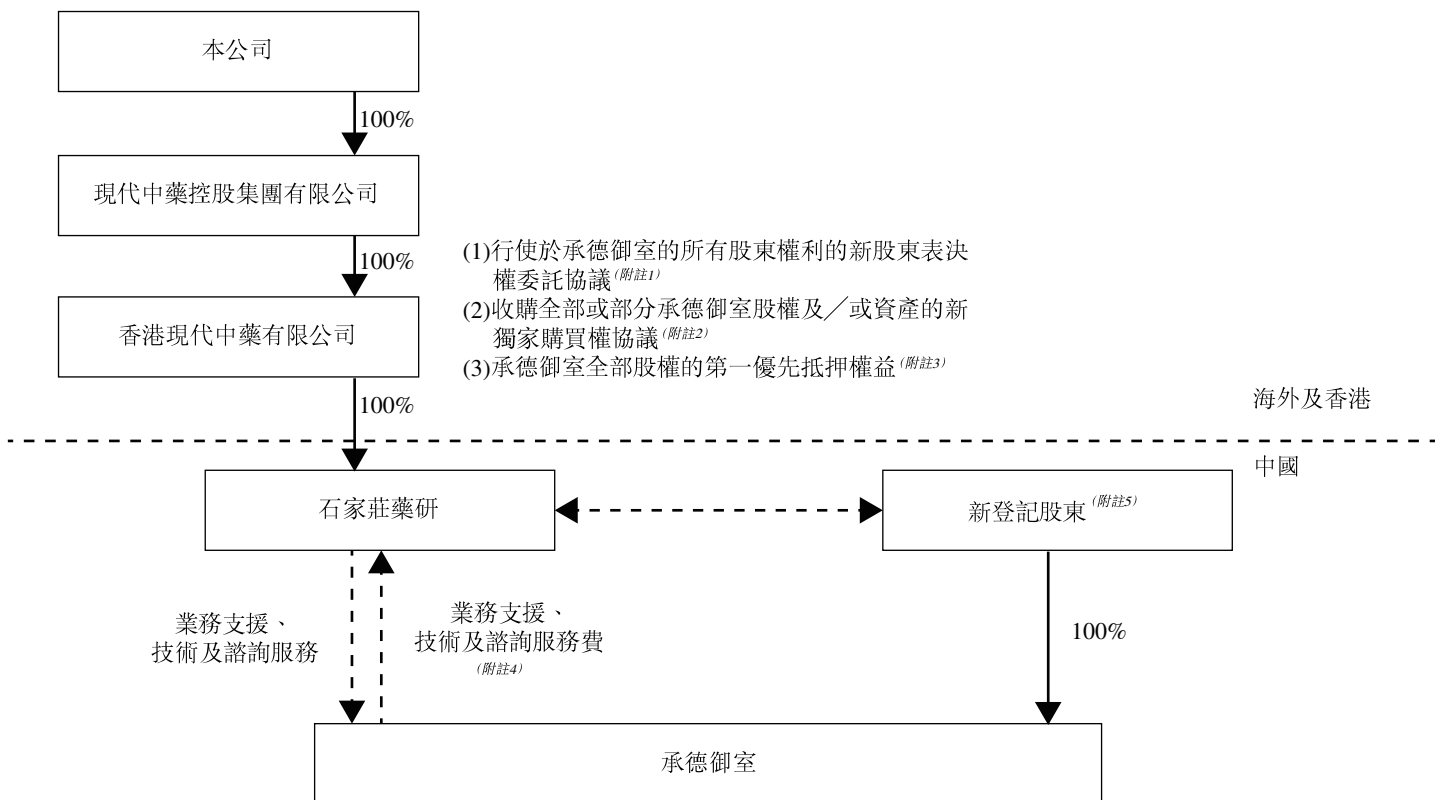 本公司
100%
現代中藥控股集團有限公司
100%
(1)行使於承德御室的所有股東權利的新股東表決
權委託協議(附註1)
(2)收購全部或部分承德御室股權及／或資產的新
獨家購買權協議(附註2)
(3)承德御室全部股權的第一優先抵押權益(附註3)
香港現代中藥有限公司
100%
海外及香港
中國
石家莊藥研
新登記股東(附註5)
業務支援、
技術及諮詢服務
業務支援、
技術及諮詢服務費
(附註4)
100%
承德御室